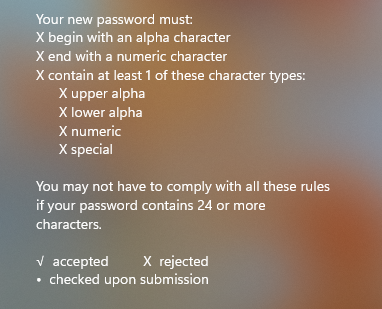 Your new password must:
X begin with an alpha character
X end with a numeric character
X contain at least 1 of these character types:
X upper alpha
X lower alpha
X numeric
X special
You may not have to comply with all these rules
if your password contains 24 or more
characters.
√ accepted X rejected
• checked upon submission